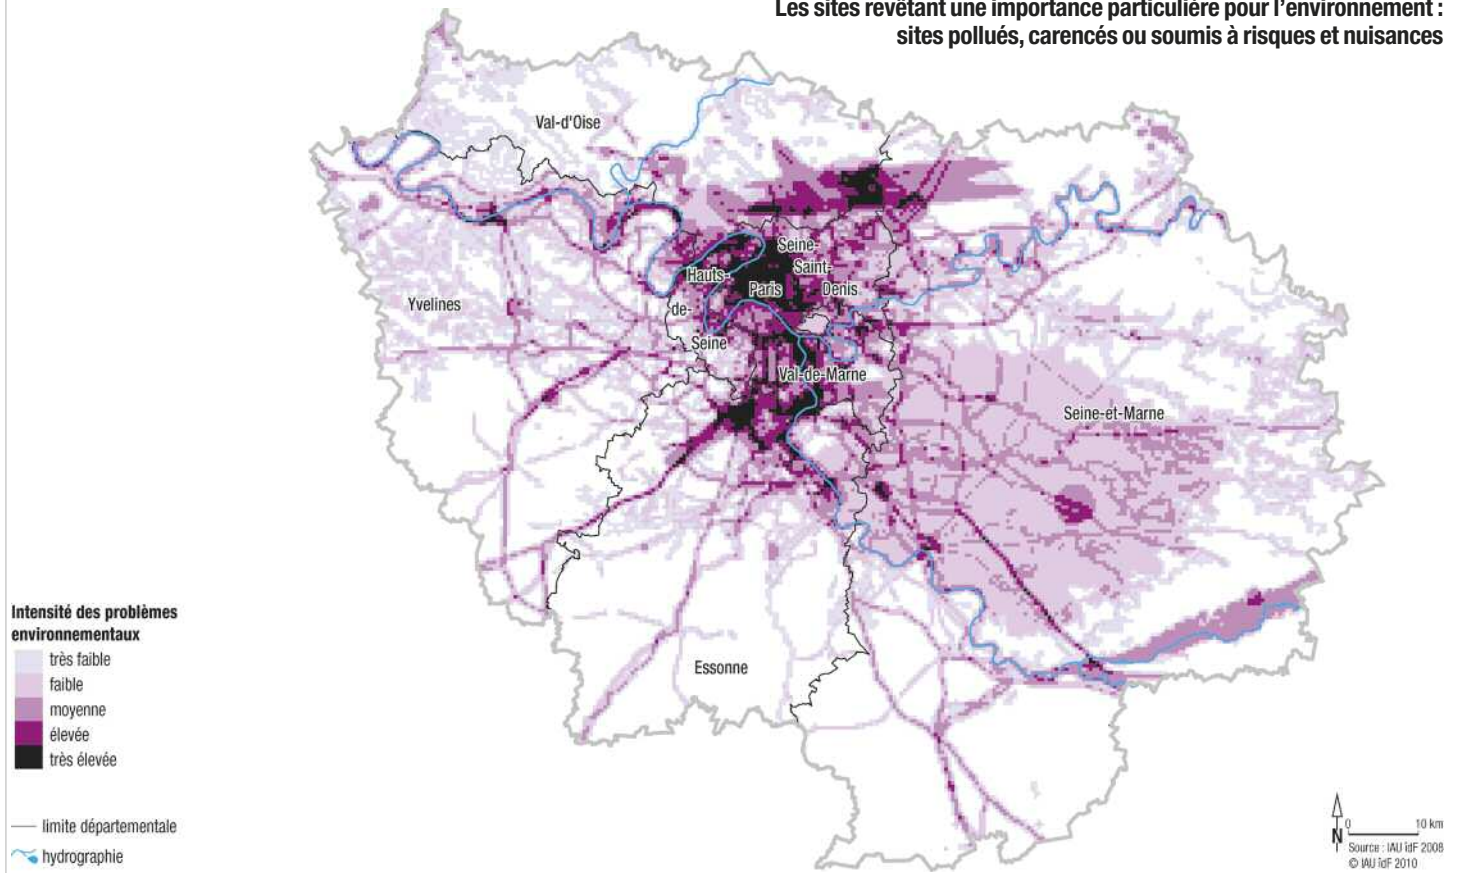 Les sites revêtant une importance particulière pour l'environnement :
sites pollués, carencés ou soumis à risques et nuisances
Val-d'Oise
Seine-
Saint-
Denis
Hauts-
de-
Seine
Paris
Yvelines
Val-de-Marne
Seine-et-Marne
Essonne
Intensité des problèmes
environnementaux
très faible
faible
moyenne
élevée
très élevée
limite départementale
hydrographie
N
0 10 km
Source : IAU îdF 2008
© IAU îdF 2010